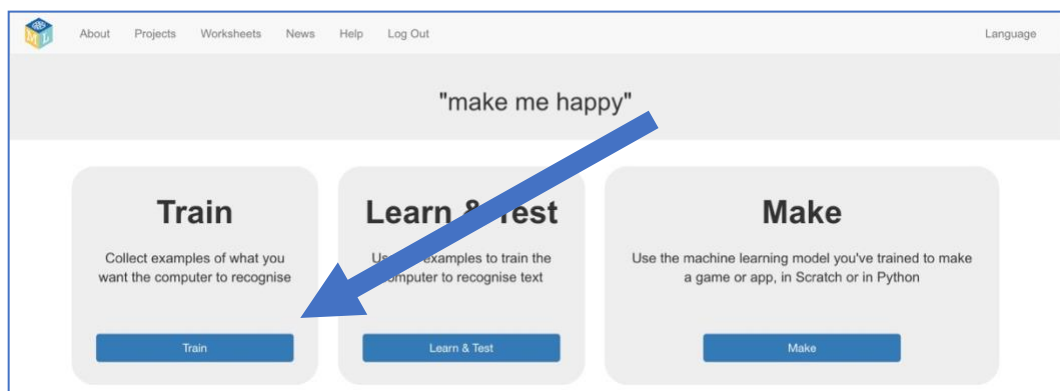 About Projects Worksheets News Help Log Out Language
"make me happy"
Train
Collect examples of what you
want the computer to recognise
Train
Learn & Test
examples to train the
computer to recognise text
Learn & Test
Make
Use the machine learning model you've trained to make
a game or app, in Scratch or in Python
Make